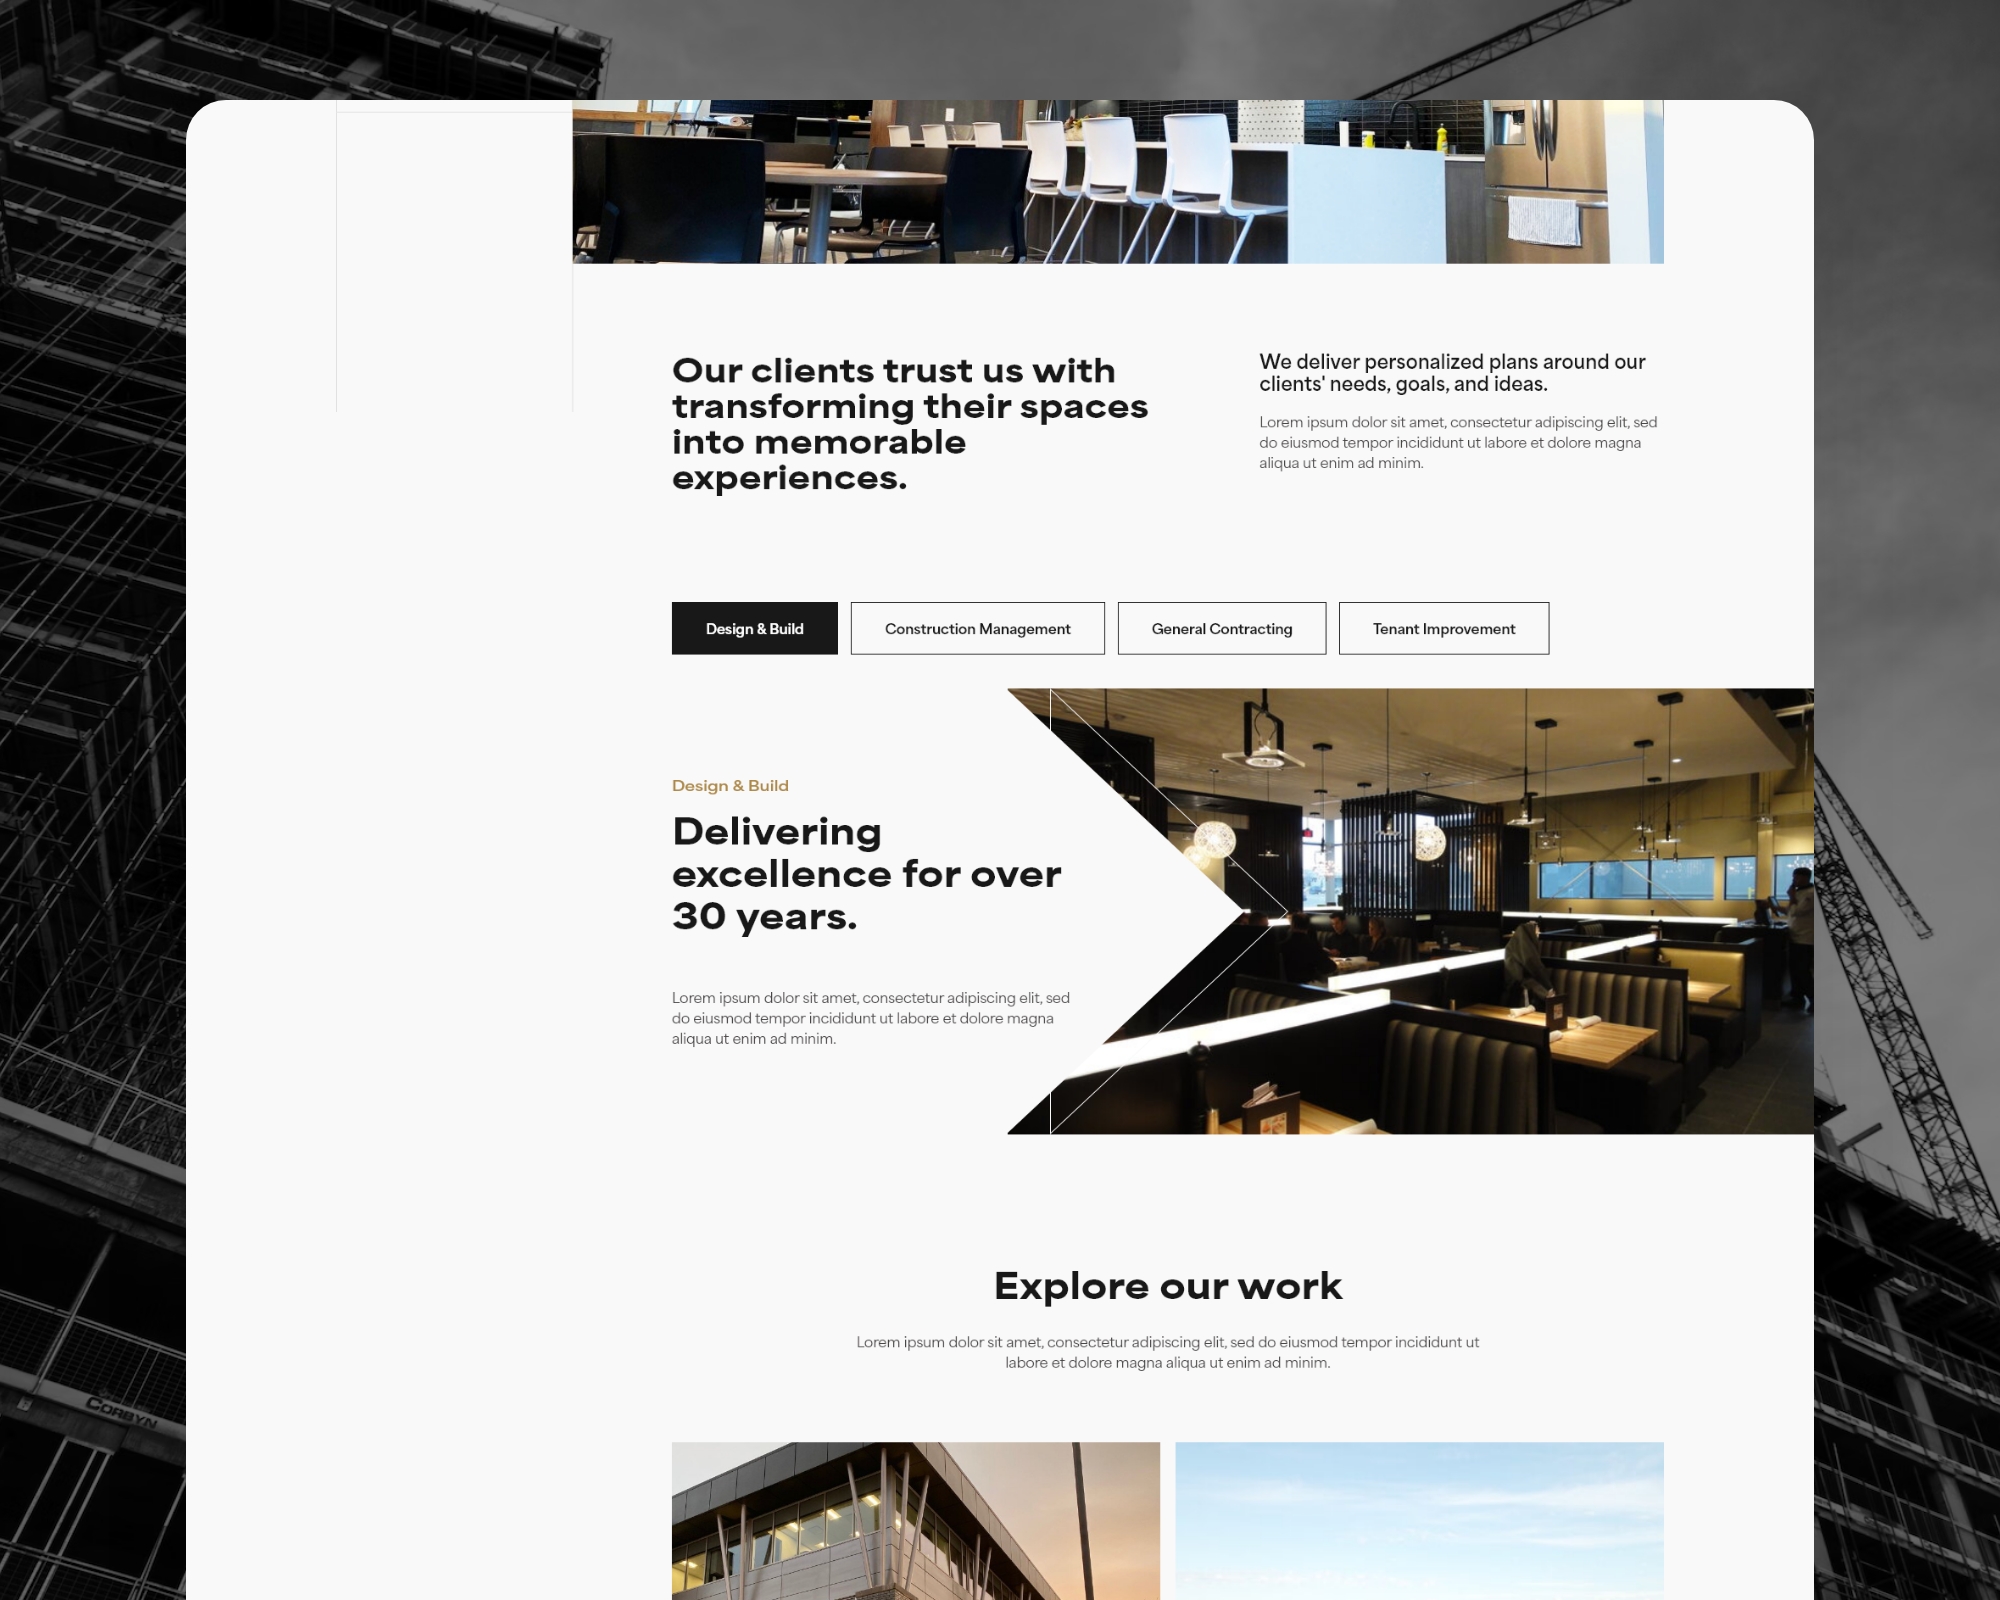 Our clients trust us with
transforming their spaces
into memorable
experiences.
We deliver personalized plans around our
clients' needs, goals, and ideas.
Lorem ipsum dolor sit amet, consectetur adipiscing elit, sed
do eiusmod tempor incididunt ut labore et dolore magna
aliqua ut enim ad minim.
Design & Build
Construction Management
General Contracting
Tenant Improvement
Design & Build
Delivering
excellence for over
30 years.
Lorem ipsum dolor sit amet, consectetur adipiscing elit, sed
do eiusmod tempor incididunt ut labore et dolore magna
aliqua ut enim ad minim.
Explore our work
Lorem ipsum dolor sit amet, consectetur adipiscing elit, sed do eiusmod tempor incididunt ut
labore et dolore magna aliqua ut enim ad minim.
CORBYN